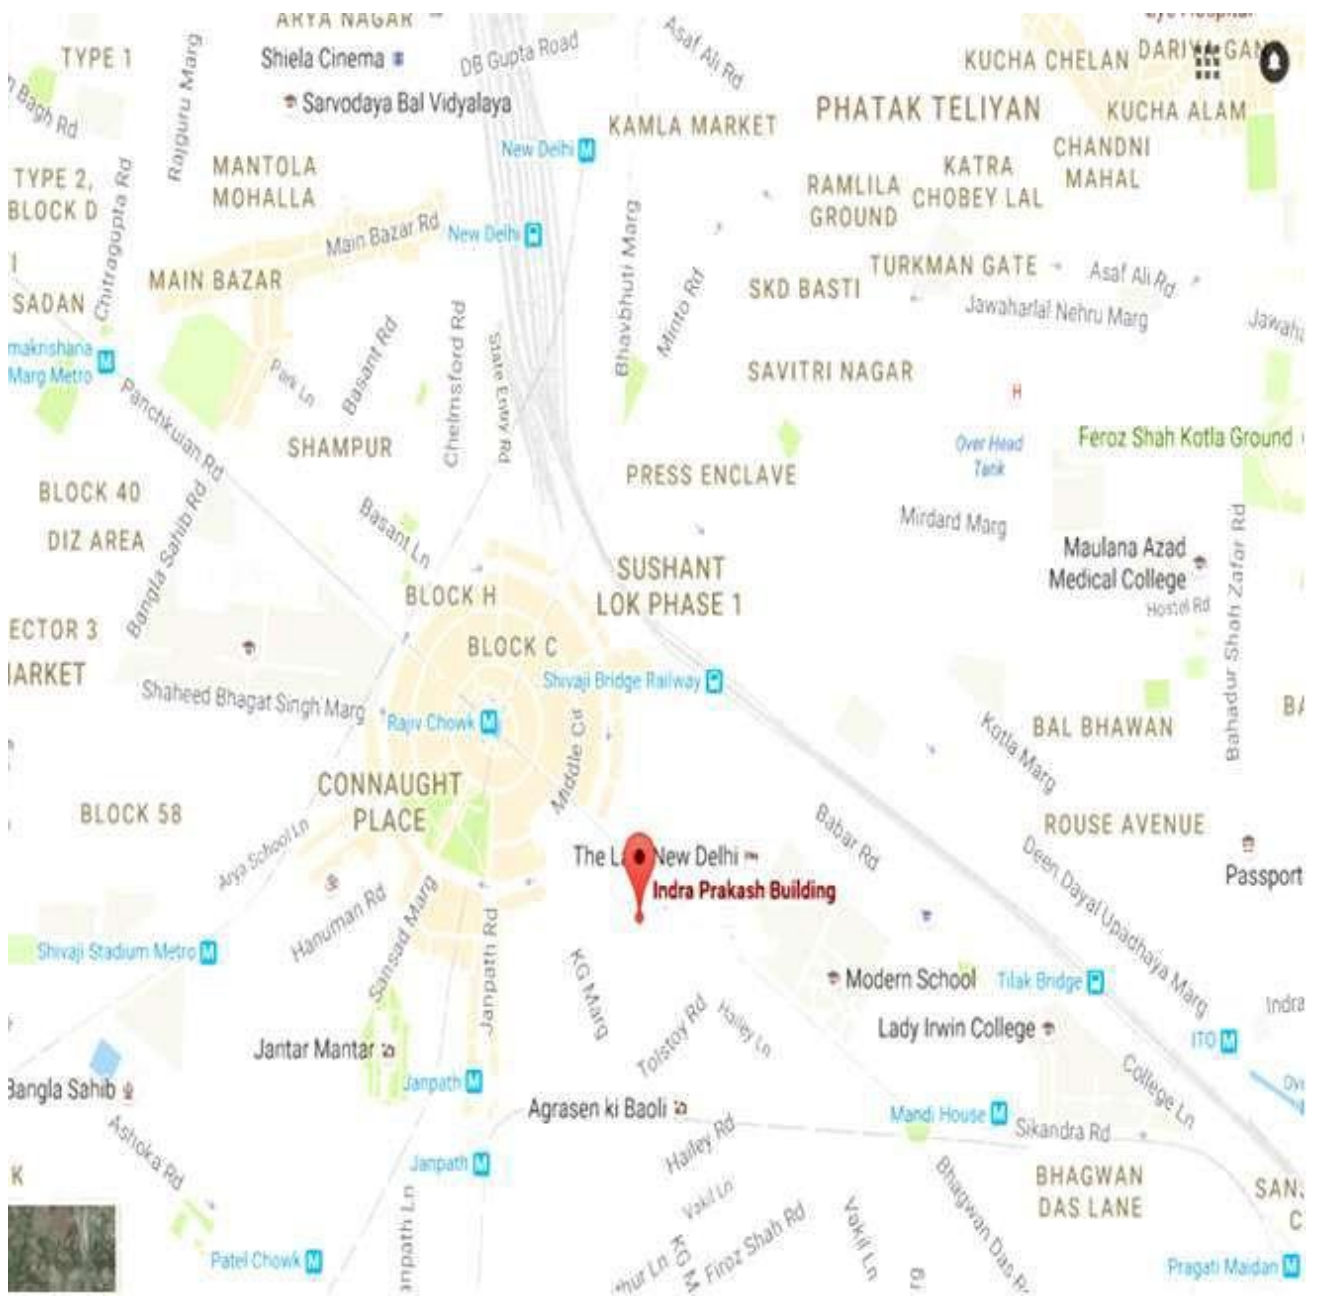 ARYA NAGAR
TYPE 1
Rajguru Marg
Shiela Cinema
DB Gupta Road
Asaf Ali Rd
KUCHA CHELAN
Bagh Rd
Sarvodaya Bal Vidyalaya
KAMLA MARKET
PHATAK TELIYAN
KUCHA ALAM
New Delhi
CHANDNI
MAHAL
TYPE 2,
BLOCK D
MANTOLA
MOHALLA
Chitragupta Rd
RAMLILA
GROUND
KATRA
CHOBEY LAL
Main Bazar Rd
New Delhi
Bhavbhuti Marg
Minto Rd
MAIN BAZAR
TURKMAN GATE
Asaf Ali Rd
SKD BASTI
SADAN
Jawaharlal Nehru Marg
Marg Metro
Park Ln
Basant Rd
Chelmsford Rd
State Entry Rd
SAVITRI NAGAR
H
Panchkuian Rd
SHAMPUR
Over Head
Tank
Feroz Shah Kotla Ground
BLOCK 40
PRESS ENCLAVE
DIZ AREA
Bangla Sahib Rd
Basant Ln
Mirdard Marg
Maulana Azad
Medical College
Hostel Rd
Bahadur Shah Zafar Rd
SUSHANT
LOK PHASE 1
BLOCK H
BLOCK C
ECTOR 3
ARKET
Shivaji Bridge Railway
Shaheed Bhagat Singh Marg
Rajiv Chowk
Middle Cir
Kotla Marg
BAL BHAWAN
BA
CONNAUGHT
PLACE
BLOCK 58
Arya School Ln
Babar Rd
ROUSE AVENUE
The La New Delhi
Indra Prakash Building
Deen Dayal Upadhaya Marg
Passport
Hanuman Rd
Sansad Marg
Janpath Rd
Shivaji Stadium Metro
KG Marg
Modern School
Tilak Bridge
Tolstoy Rd
Hailey Ln
Indra
Jantar Mantar
Lady Irwin College
ITO
Janpath
Bangla Sahib
Agrasen ki Baoli
Mandi House
Sikandra Rd
College Ln
Ashoka Rd
Hailey Rd
Janpath
K
BHAGWAN
DAS LANE
Vakil Ln
Firoz Shah Rd
Vakil Ln
Patel Chowk
Pragati Maidan